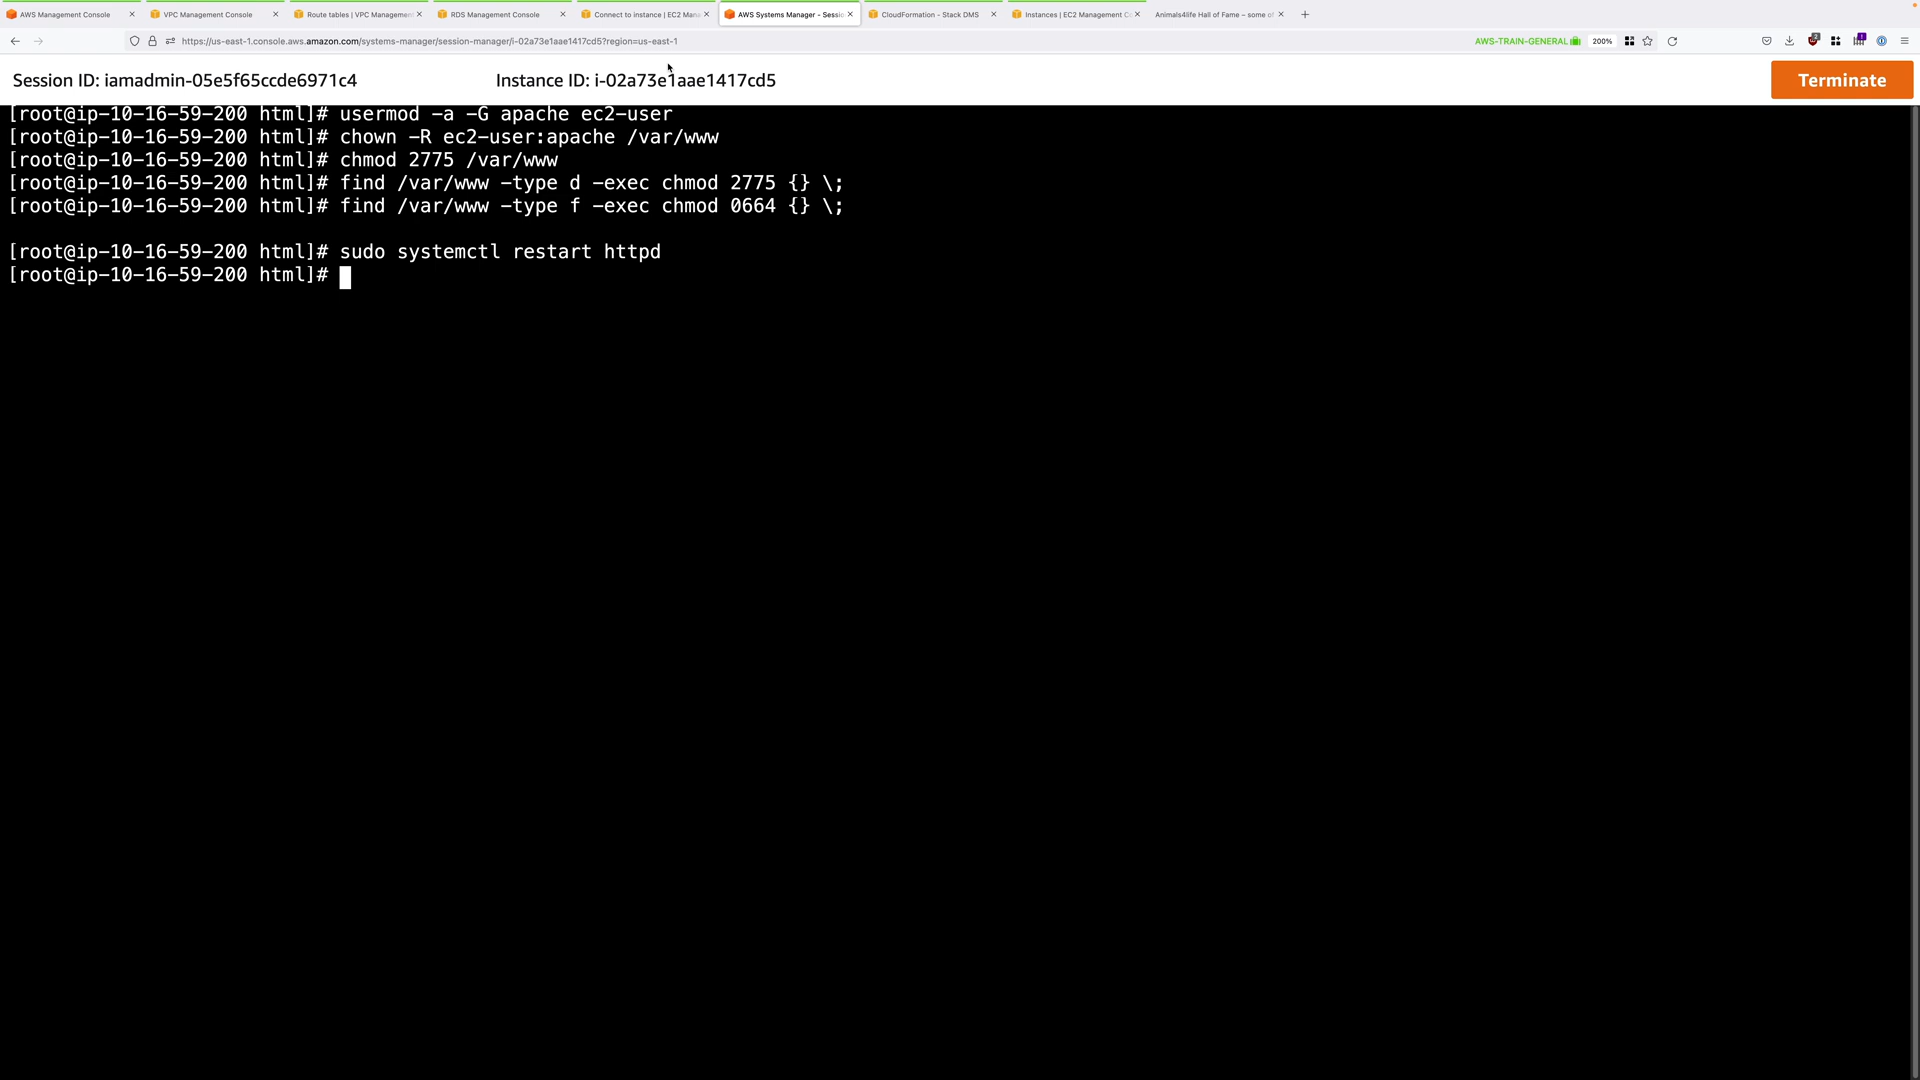 AWS Management Console
VPC Management Console
Route tables | VPC Management
RDS Management Console
Connect to instance | EC2 Mana
AWS Systems Manager - Sessi
CloudFormation - Stack DMS
Instances | EC2 Management Co
Animals4life Hall of Fame – some of
https://us-east-1.console.aws.amazon.com/systems-manager/session-manager/i-02a73e1aae1417cd5?region=us-east-1
AWS-TRAIN-GENERAL
200%
Session ID: iamadmin-05e5f65ccde6971c4
Instance ID: i-02a73e1aae1417cd5
Terminate
[root@ip-10-16-59-200 html]# usermod -a -G apache ec2-user
[root@ip-10-16-59-200 html]# chown -R ec2-user:apache /var/www
[root@ip-10-16-59-200 html]# chmod 2775 /var/www
[root@ip-10-16-59-200 html]# find /var/www -type d -exec chmod 2775 {} \;
[root@ip-10-16-59-200 html]# find /var/www -type f -exec chmod 0664 {} \;
[root@ip-10-16-59-200 html]# sudo systemctl restart httpd
[root@ip-10-16-59-200 html]#